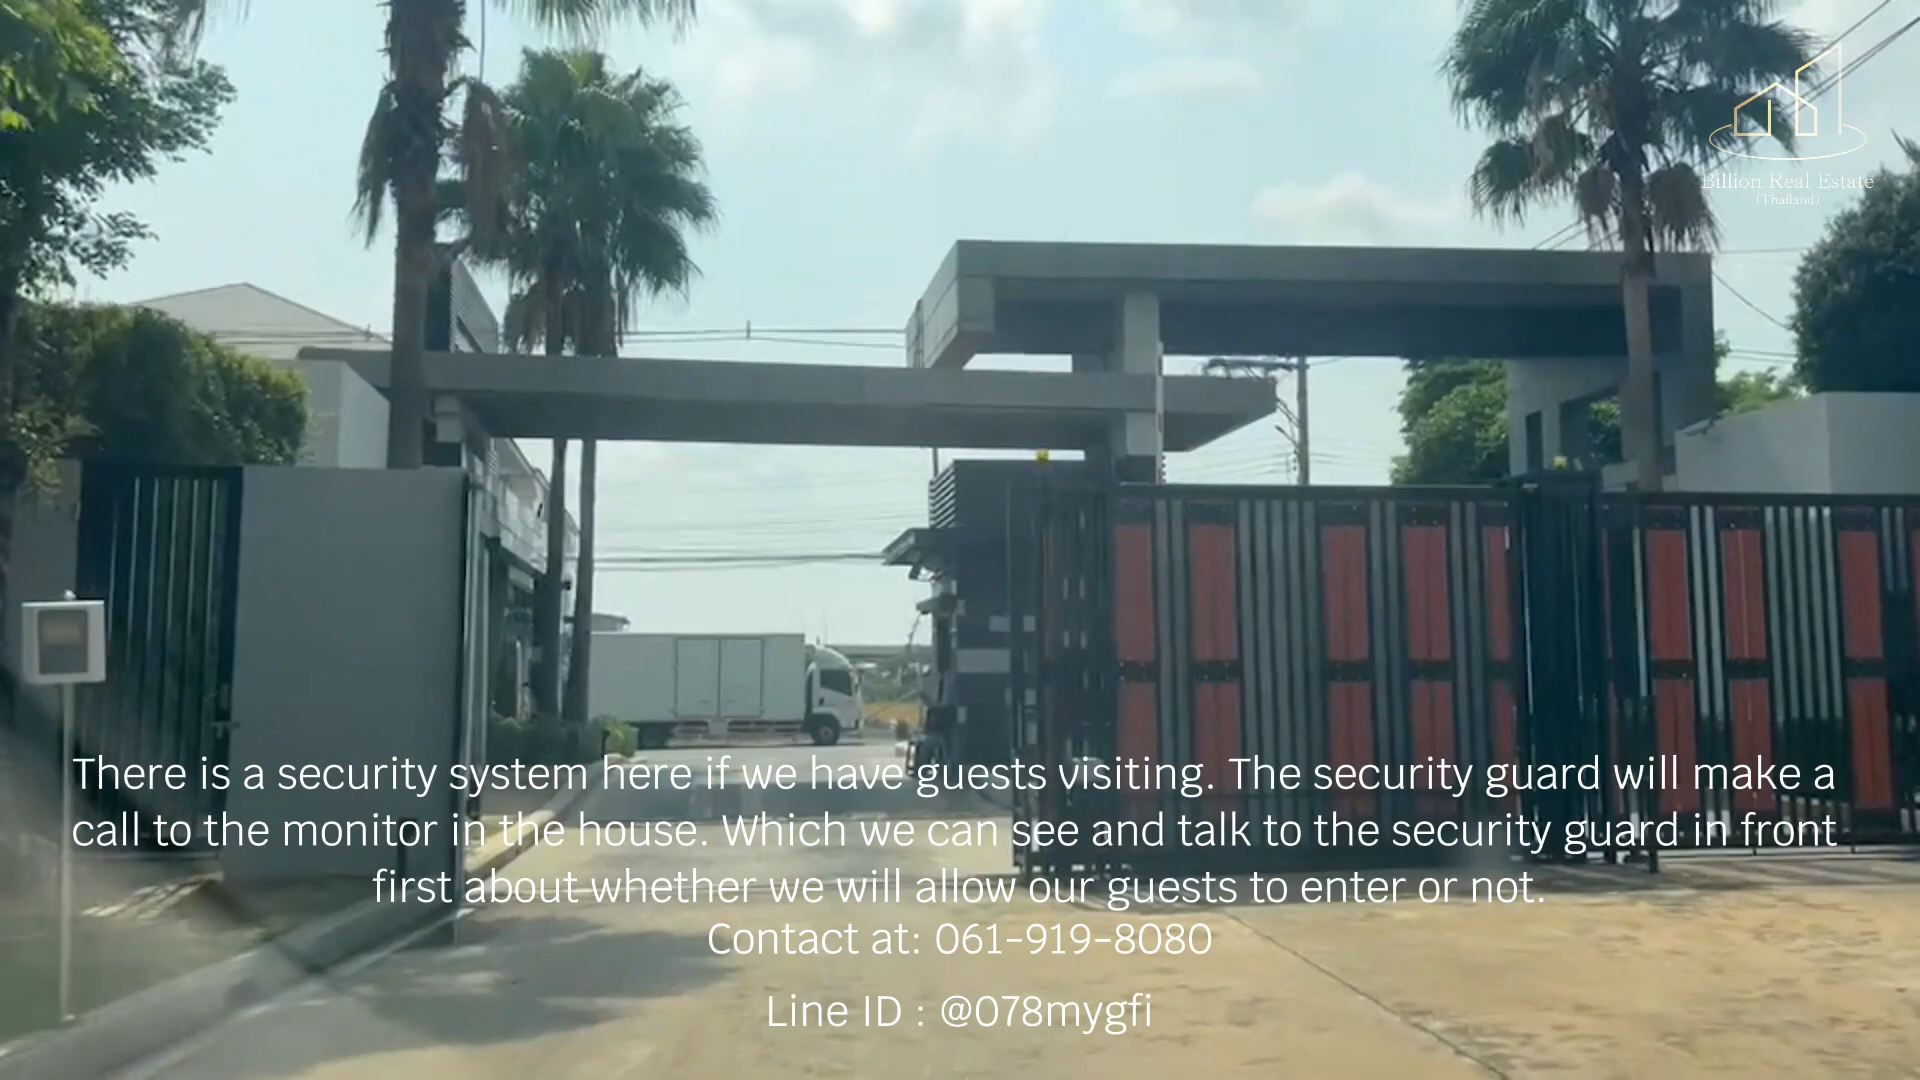 Billion Real Estate
(Thailand)
There is a security system here if we have guests visiting. The security guard will make a
call to the monitor in the house. Which we can see and talk to the security guard in front
first about whether we will allow our guests to enter or not.
Contact at: 061-919-8080
Line ID : @078mygfi